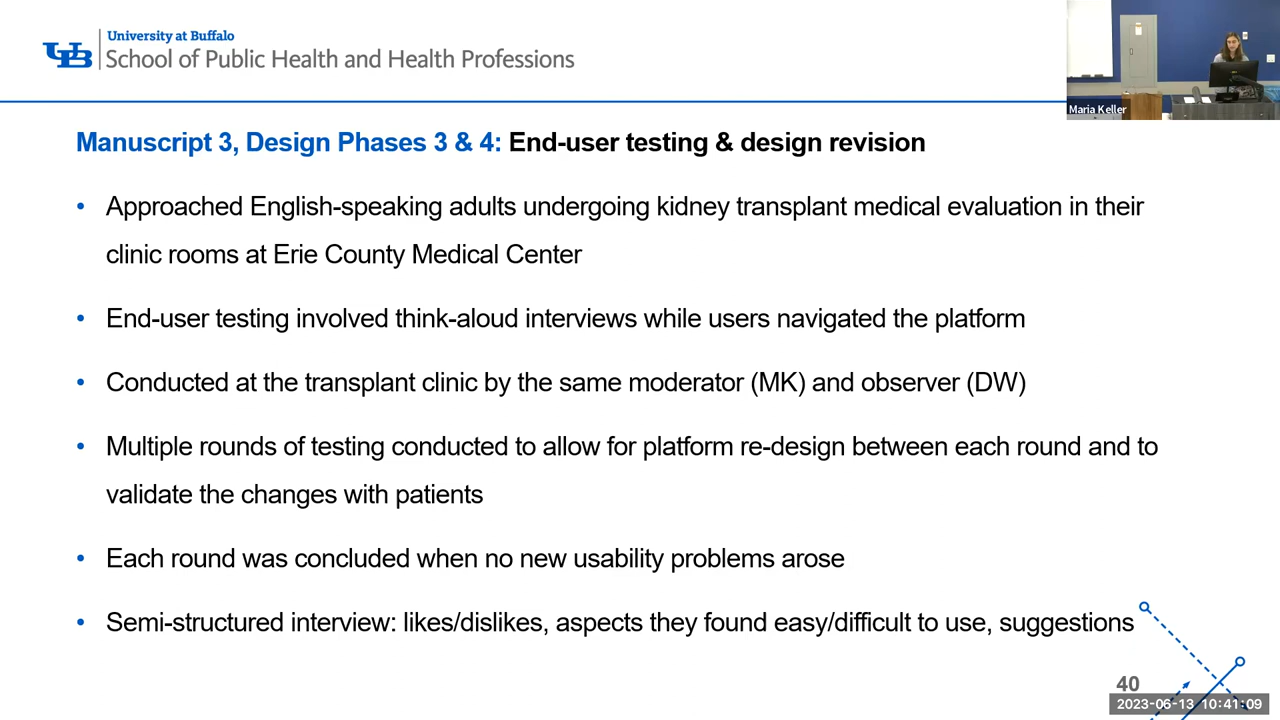 University at Buffalo
School of Public Health and Health Professions
Maria Keller
Manuscript 3, Design Phases 3 & 4: End-user testing & design revision
• Approached English-speaking adults undergoing kidney transplant medical evaluation in their
clinic rooms at Erie County Medical Center
• End-user testing involved think-aloud interviews while users navigated the platform
• Conducted at the transplant clinic by the same moderator (MK) and observer (DW)
• Multiple rounds of testing conducted to allow for platform re-design between each round and to
validate the changes with patients
• Each round was concluded when no new usability problems arose
• Semi-structured interview: likes/dislikes, aspects they found easy/difficult to use, suggestions
40
2023-06-13 10:41:09